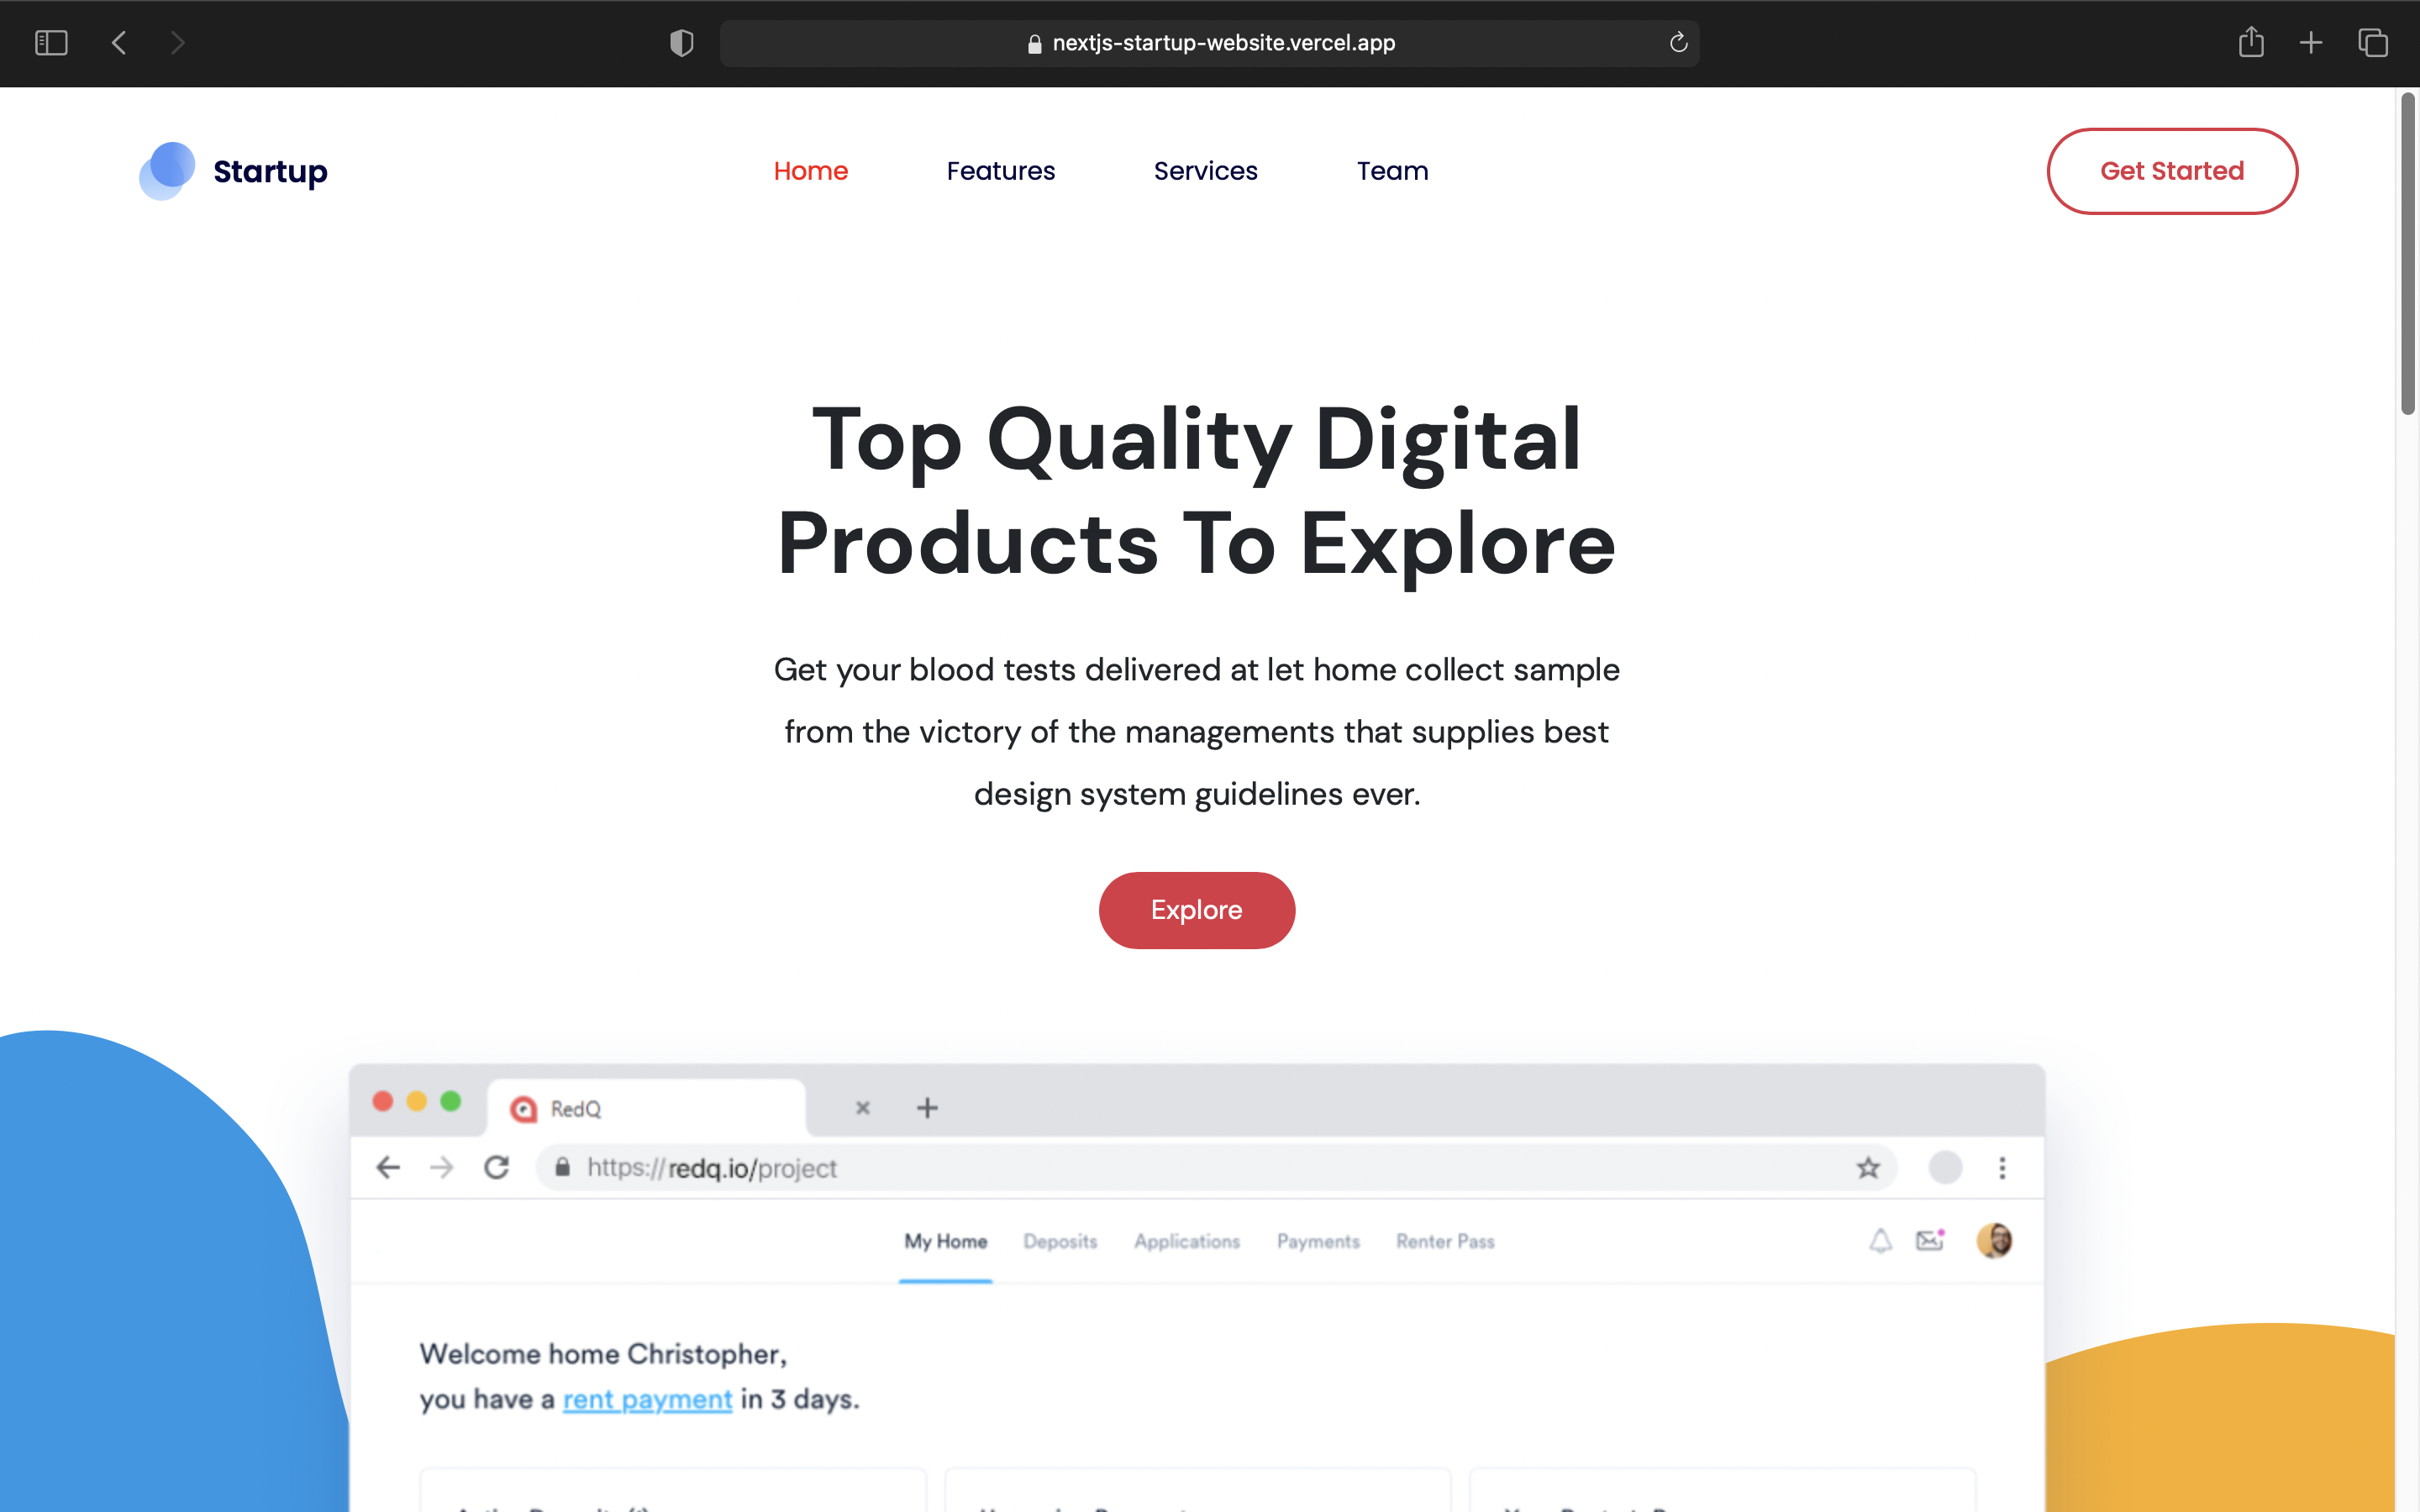 nextjs-startup-website.vercel.app
Startup
Home Features Services Team
Get Started
Top Quality Digital
Products To Explore
Get your blood tests delivered at let home collect sample
from the victory of the managements that supplies best
design system guidelines ever.
Explore
RedQ
https://redq.io/project
My Home Deposits Applications Payments Renter Pass
Welcome home Christopher,
you have a rent payment in 3 days.